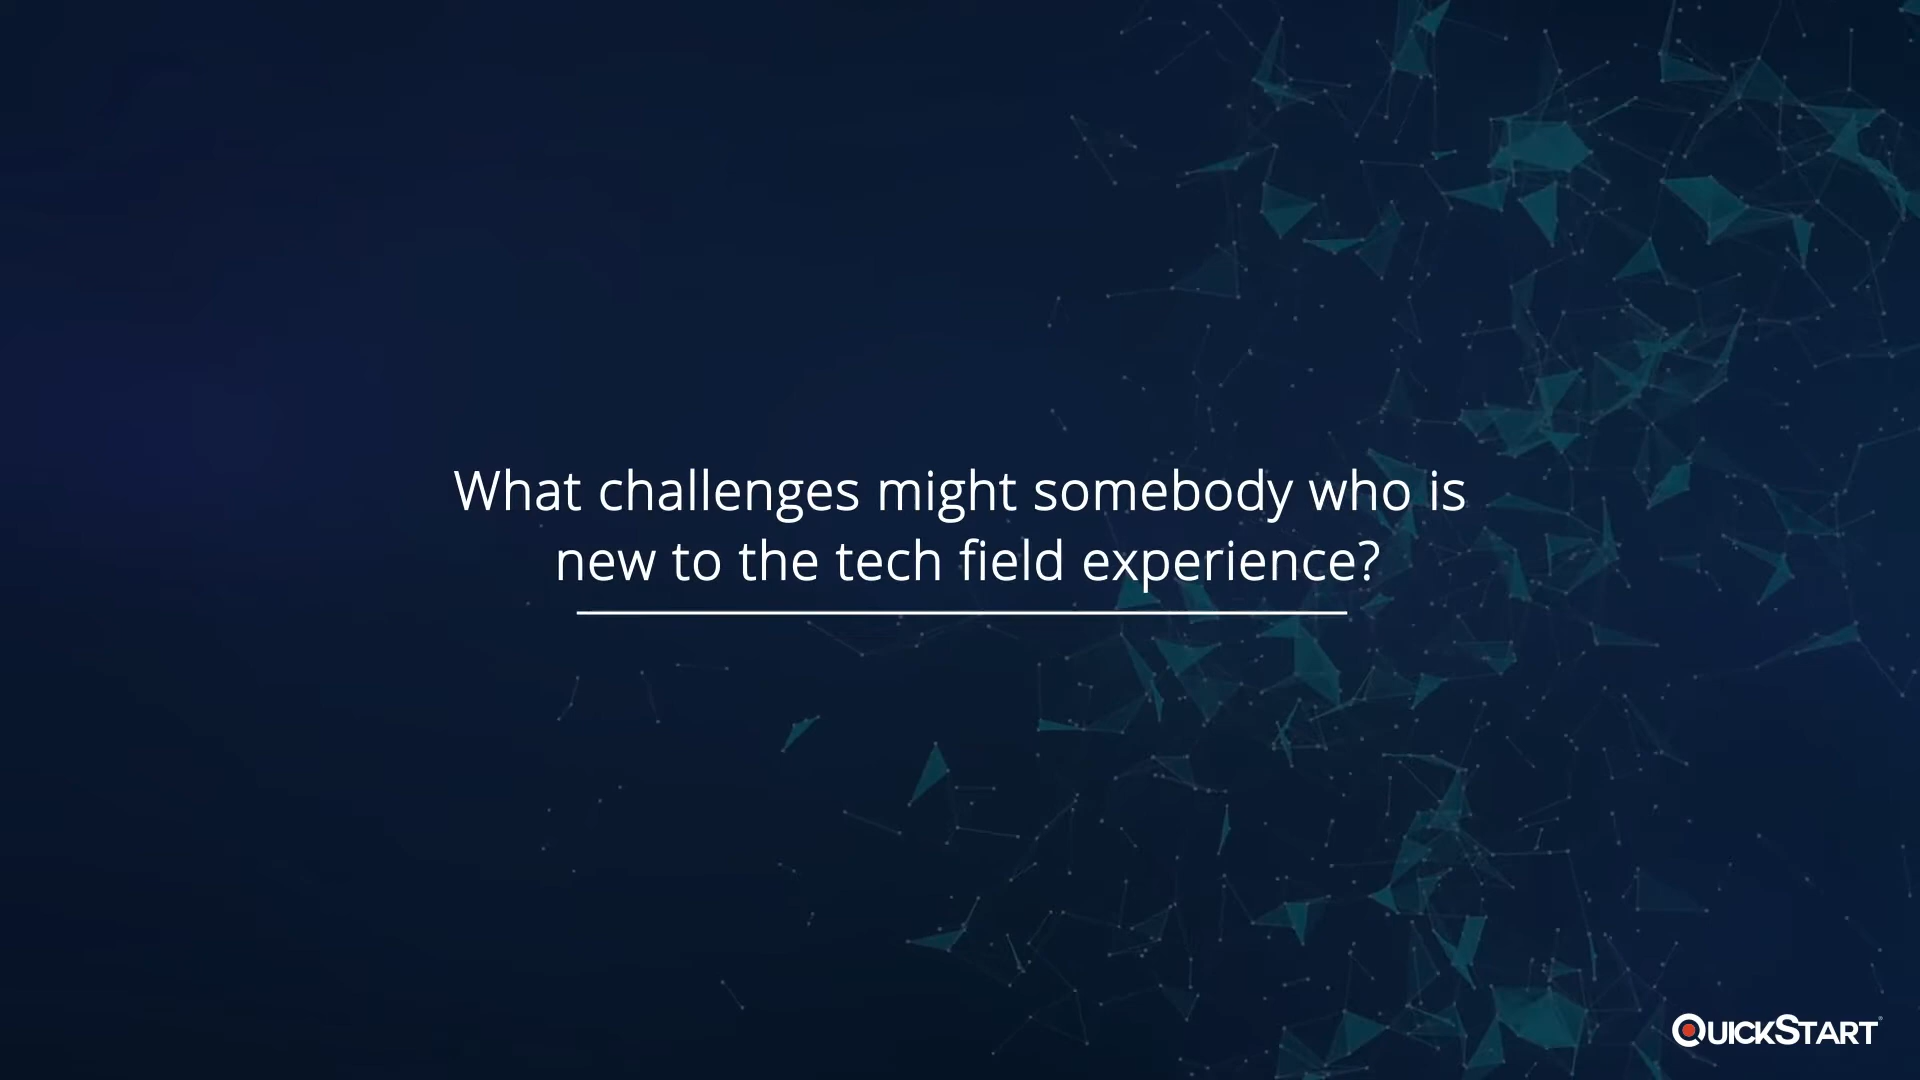 What challenges might somebody who is
new to the tech field experience?
QUICKSTART